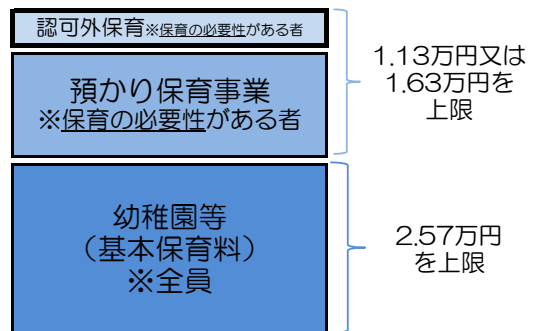 認可外保育※保育の必要性がある者
預かり保育事業
※保育の必要性がある者
1.13万円又は
1.63万円を
上限
幼稚園等
（基本保育料）
※全員
2.57万円
を上限